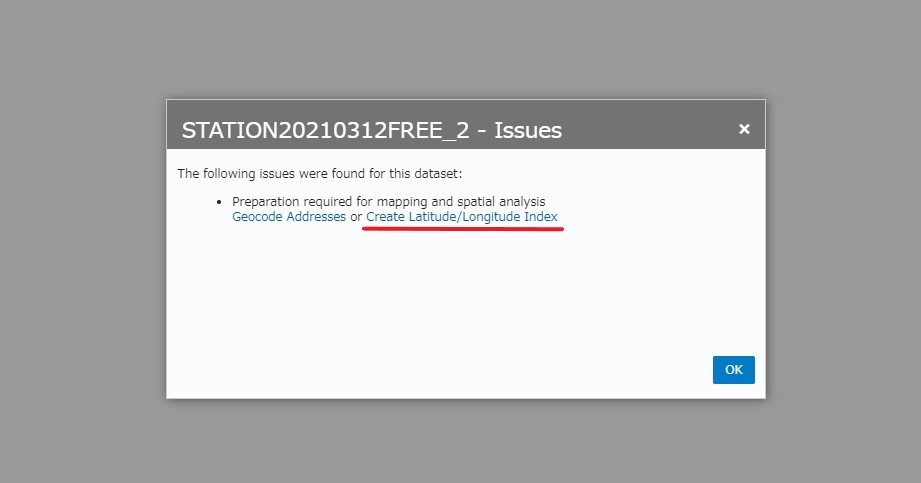 STATION20210312FREE_2 - Issues ×
The following issues were found for this dataset:
• Preparation required for mapping and spatial analysis
Geocode Addresses or Create Latitude/Longitude Index
OK